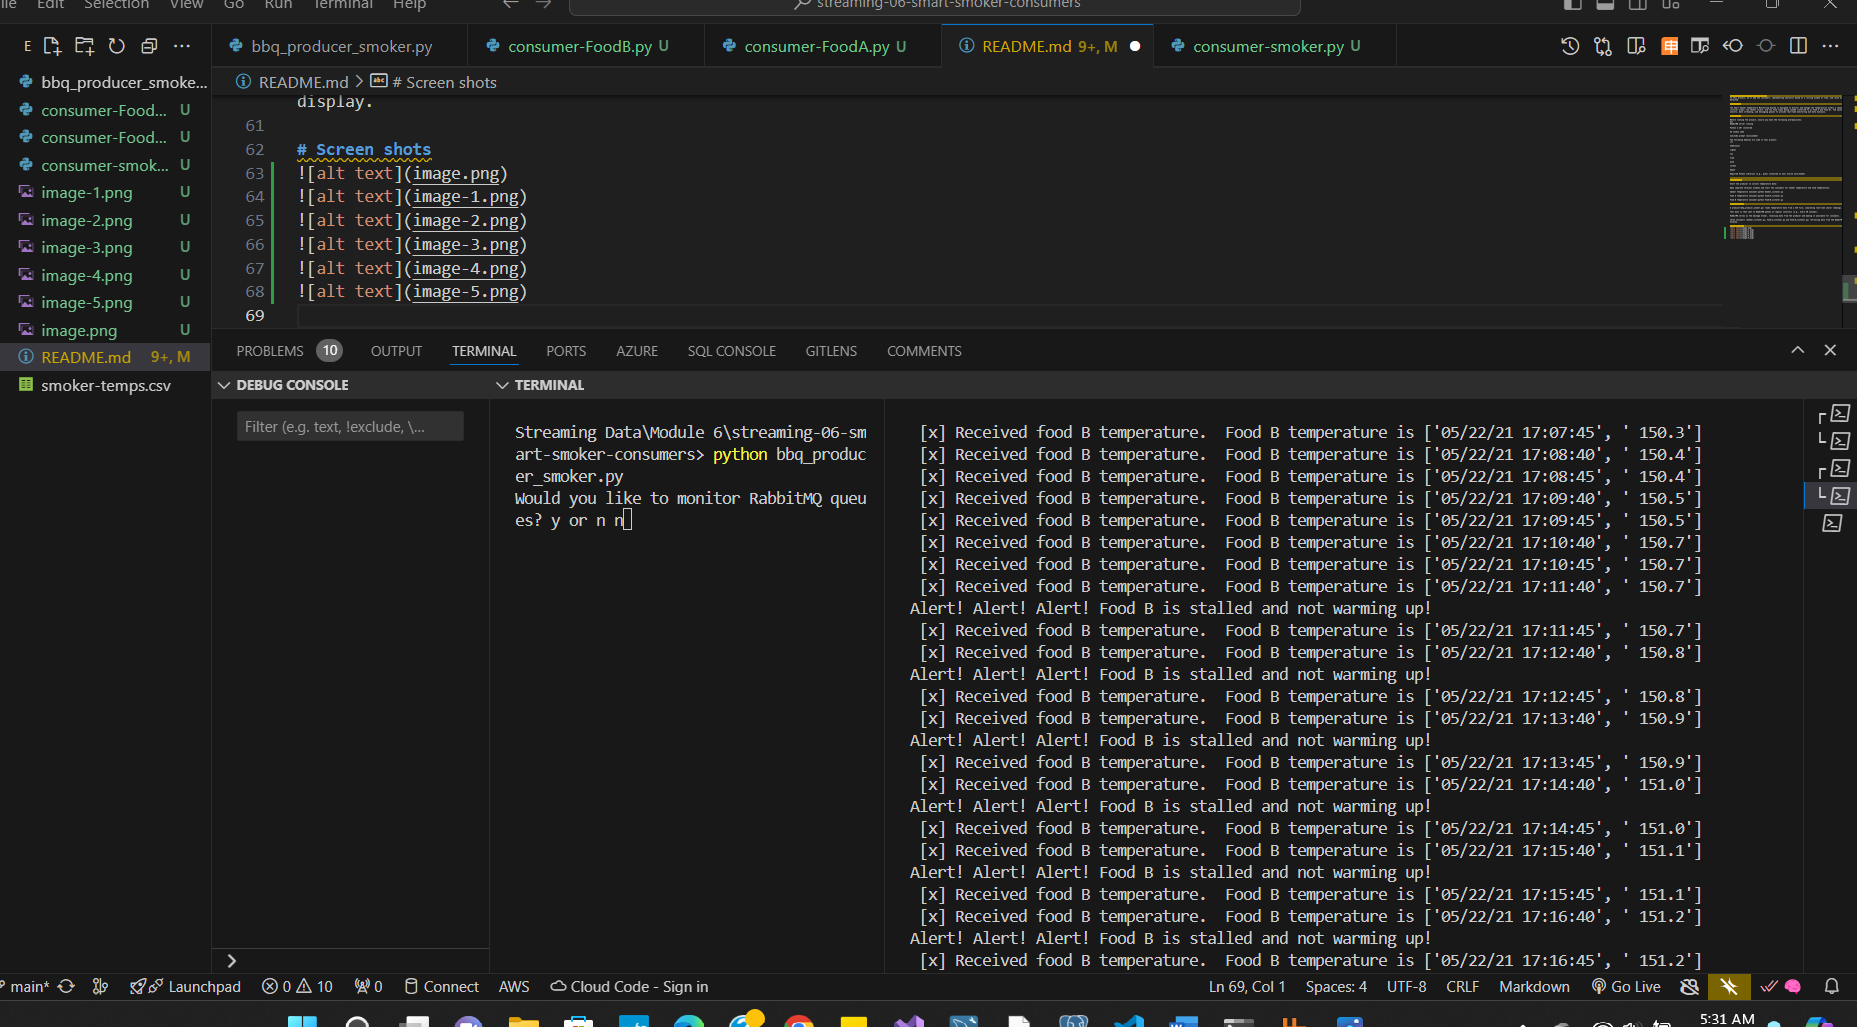 Edit Selection View Go Run Terminal Help
streaming-06-smart-smoker-consumers
E
bbq_producer_smoker.py
consumer-FoodB.py U
consumer-FoodA.py U
README.md 9+, M
consumer-smoker.py U
README.md > # Screen shots
bbq_producer_smoke...
consumer-Food... U
consumer-Food... U
consumer-smok... U
image-1.png U
image-2.png U
image-3.png U
image-4.png U
image-5.png U
image.png U
README.md 9+, M
smoker-temps.csv
display.
61
62 # Screen shots
63 ![alt text](image.png)
64 ![alt text](image-1.png)
65 ![alt text](image-2.png)
66 ![alt text](image-3.png)
67 ![alt text](image-4.png)
68 ![alt text](image-5.png)
69
PROBLEMS 10 OUTPUT TERMINAL PORTS AZURE SQL CONSOLE GITLENS COMMENTS
DEBUG CONSOLE
Filter (e.g. text, !exclude, \...
TERMINAL
Streaming Data\Module 6\streaming-06-sm
art-smoker-consumers> python bbq_produc
er_smoker.py
Would you like to monitor RabbitMQ queu
es? y or n n
[x] Received food B temperature.  Food B temperature is ['05/22/21 17:07:45', ' 150.3']
[x] Received food B temperature.  Food B temperature is ['05/22/21 17:08:40', ' 150.4']
[x] Received food B temperature.  Food B temperature is ['05/22/21 17:08:45', ' 150.4']
[x] Received food B temperature.  Food B temperature is ['05/22/21 17:09:40', ' 150.5']
[x] Received food B temperature.  Food B temperature is ['05/22/21 17:09:45', ' 150.5']
[x] Received food B temperature.  Food B temperature is ['05/22/21 17:10:40', ' 150.7']
[x] Received food B temperature.  Food B temperature is ['05/22/21 17:10:45', ' 150.7']
[x] Received food B temperature.  Food B temperature is ['05/22/21 17:11:40', ' 150.7']
Alert! Alert! Alert! Food B is stalled and not warming up!
[x] Received food B temperature.  Food B temperature is ['05/22/21 17:11:45', ' 150.7']
[x] Received food B temperature.  Food B temperature is ['05/22/21 17:12:40', ' 150.8']
Alert! Alert! Alert! Food B is stalled and not warming up!
[x] Received food B temperature.  Food B temperature is ['05/22/21 17:12:45', ' 150.8']
[x] Received food B temperature.  Food B temperature is ['05/22/21 17:13:40', ' 150.9']
Alert! Alert! Alert! Food B is stalled and not warming up!
[x] Received food B temperature.  Food B temperature is ['05/22/21 17:13:45', ' 150.9']
[x] Received food B temperature.  Food B temperature is ['05/22/21 17:14:40', ' 151.0']
Alert! Alert! Alert! Food B is stalled and not warming up!
[x] Received food B temperature.  Food B temperature is ['05/22/21 17:14:45', ' 151.0']
[x] Received food B temperature.  Food B temperature is ['05/22/21 17:15:40', ' 151.1']
Alert! Alert! Alert! Food B is stalled and not warming up!
[x] Received food B temperature.  Food B temperature is ['05/22/21 17:15:45', ' 151.1']
[x] Received food B temperature.  Food B temperature is ['05/22/21 17:16:40', ' 151.2']
Alert! Alert! Alert! Food B is stalled and not warming up!
[x] Received food B temperature.  Food B temperature is ['05/22/21 17:16:45', ' 151.2']
main* Launchpad 0 10 0 Connect AWS Cloud Code - Sign in Ln 69, Col 1 Spaces: 4 UTF-8 CRLF Markdown Go Live
5:31 AM